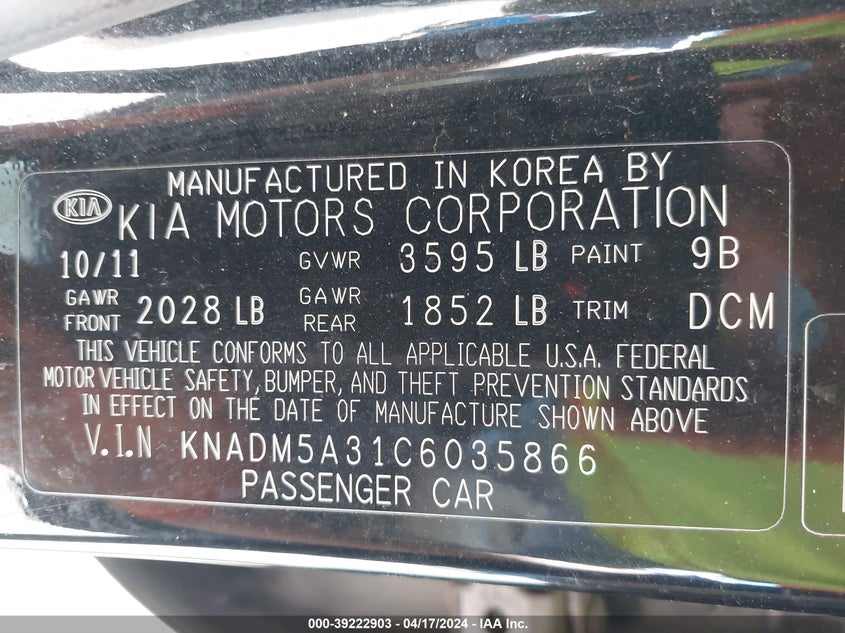 MANUFACTURED IN KOREA BY
KIA KIA MOTORS CORPORATION
10/11 GVWR 3595 LB PAINT 9B
GAWR FRONT 2028 LB GAWR REAR 1852 LB TRIM DCM
THIS VEHICLE CONFORMS TO ALL APPLICABLE U.S.A. FEDERAL
MOTOR VEHICLE SAFETY, BUMPER, AND THEFT PREVENTION STANDARDS
IN EFFECT ON THE DATE OF MANUFACTURE SHOWN ABOVE
V.I.N KNADM5A31C6035866
PASSENGER CAR
000-39222903 - 04/17/2024 - IAA Inc.